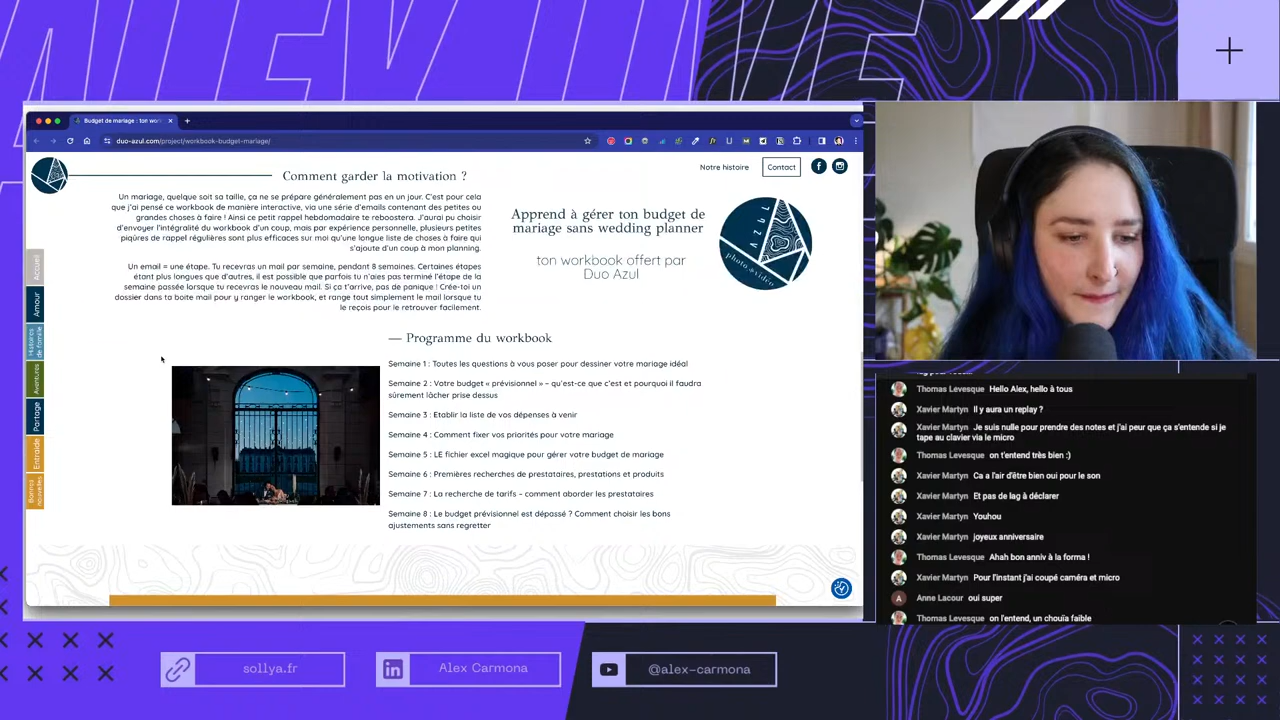 ALEX LIVE
Budget de mariage : ton wor
duo-azul.com/project/workbook-budget-mariage/
Notre histoire
Contact
Comment garder la motivation ?
Un mariage, quelque soit sa taille, ça ne se prépare généralement pas en un jour. C'est pour cela
que j'ai pensé ce workbook de manière interactive, via une série d'emails contenant des petites ou
grandes choses à faire ! Ainsi ce petit rappel hebdomadaire te reboostera. J'aurai pu choisir
d'envoyer l'intégralité du workbook d'un coup, mais par expérience personnelle, plusieurs petites
piqûres de rappel régulières sont plus efficaces sur moi qu'une longue liste de choses à faire qui
s'ajoute d'un coup à mon planning.
Un email = une étape. Tu recevras un mail par semaine, pendant 8 semaines. Certaines étapes
étant plus longues que d'autres, il est possible que parfois tu n'aies pas terminé l'étape de la
semaine passée lorsque tu recevras le nouveau mail. Si ça t'arrive, pas de panique ! Crée-toi un
dossier dans ta boite mail pour y ranger le workbook, et range tout simplement le mail lorsque tu
le reçois pour le retrouver facilement.
Apprend à gérer ton budget de
mariage sans wedding planner
ton workbook offert par
Duo Azul
AZUL
photo & video
Accueil
Amour
Histoires
de famille
Aventures
Partage
Entraide
Bonnes
nouvelles
— Programme du workbook
Semaine 1 : Toutes les questions à vous poser pour dessiner votre mariage idéal
Semaine 2 : Votre budget « prévisionnel » – qu'est-ce que c'est et pourquoi il faudra
sûrement lâcher prise dessus
Semaine 3 : Etablir la liste de vos dépenses à venir
Semaine 4 : Comment fixer vos priorités pour votre mariage
Semaine 5 : LE fichier excel magique pour gérer votre budget de mariage
Semaine 6 : Premières recherches de prestataires, prestations et produits
Semaine 7 : La recherche de tarifs – comment aborder les prestataires
Semaine 8 : Le budget prévisionnel est dépassé ? Comment choisir les bons
ajustements sans regretter
Thomas Levesque Hello Alex, hello à tous
Xavier Martyn Il y aura un replay ?
Xavier Martyn Je suis nulle pour prendre des notes et j'ai peur que ça s'entende si je
tape au clavier via le micro
Thomas Levesque on t'entend très bien :)
Xavier Martyn Ca a l'air d'être bien oui pour le son
Xavier Martyn Et pas de lag à déclarer
Xavier Martyn Youhou
Xavier Martyn joyeux anniversaire
Thomas Levesque Ahah bon anniv à la forma !
Xavier Martyn Pour l'instant j'ai coupé caméra et micro
A Anne Lacour oui super
Thomas Levesque on l'entend, un chouïa faible
sollya.fr
in Alex Carmona
@alex-carmona